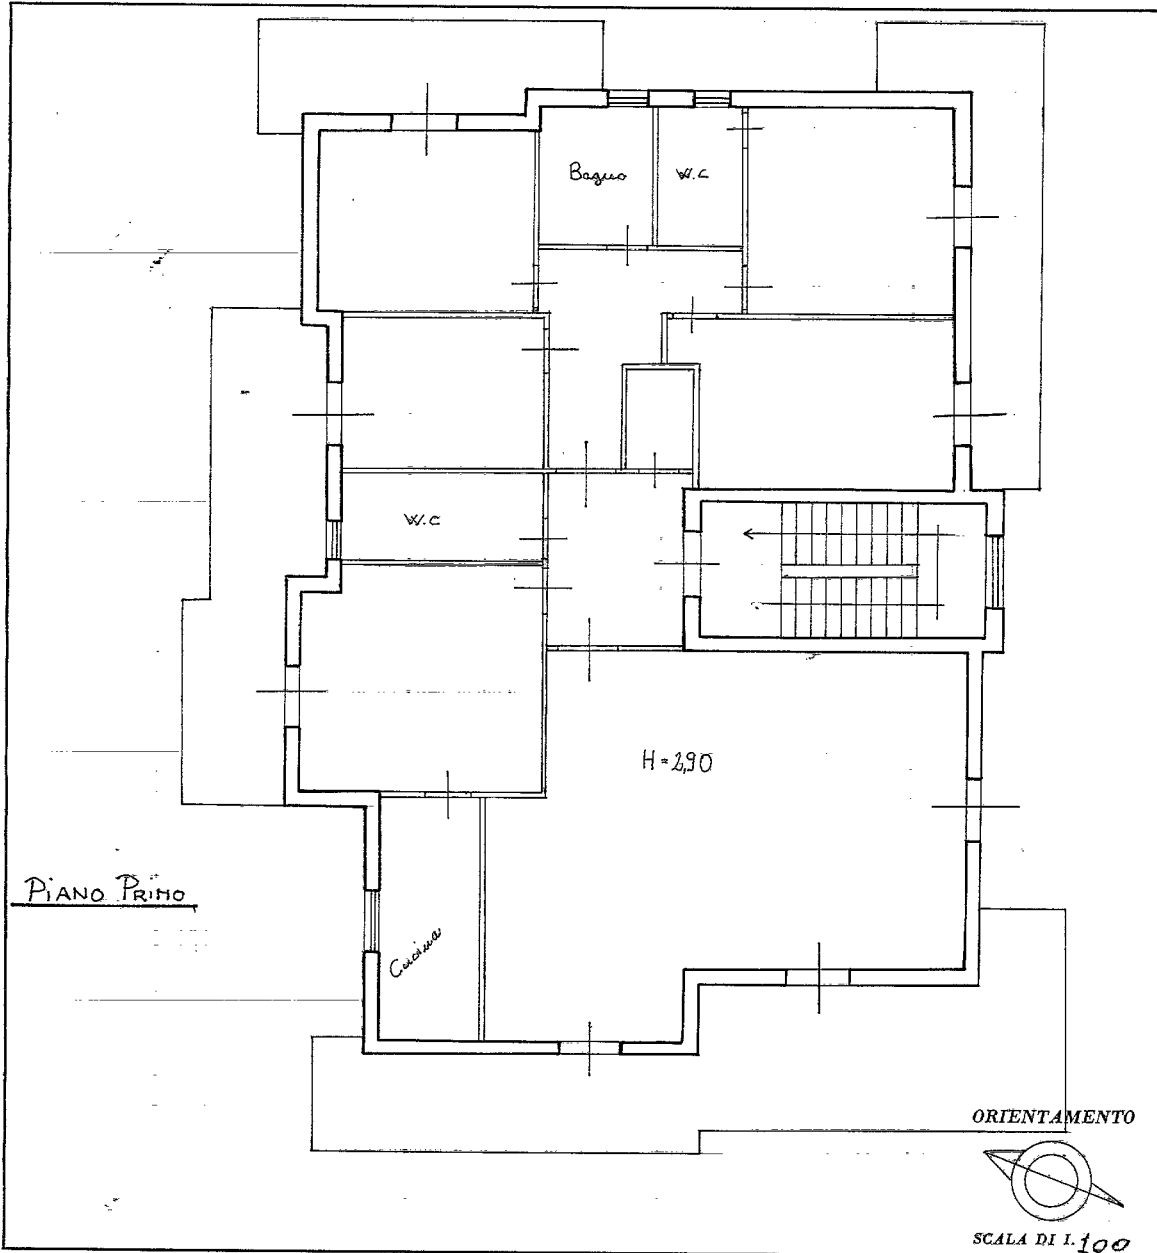 Bagno
W.C
W.C
H=2,90
PIANO PRIMO
Cucina
ORIENTAMENTO
SCALA DI 1:100